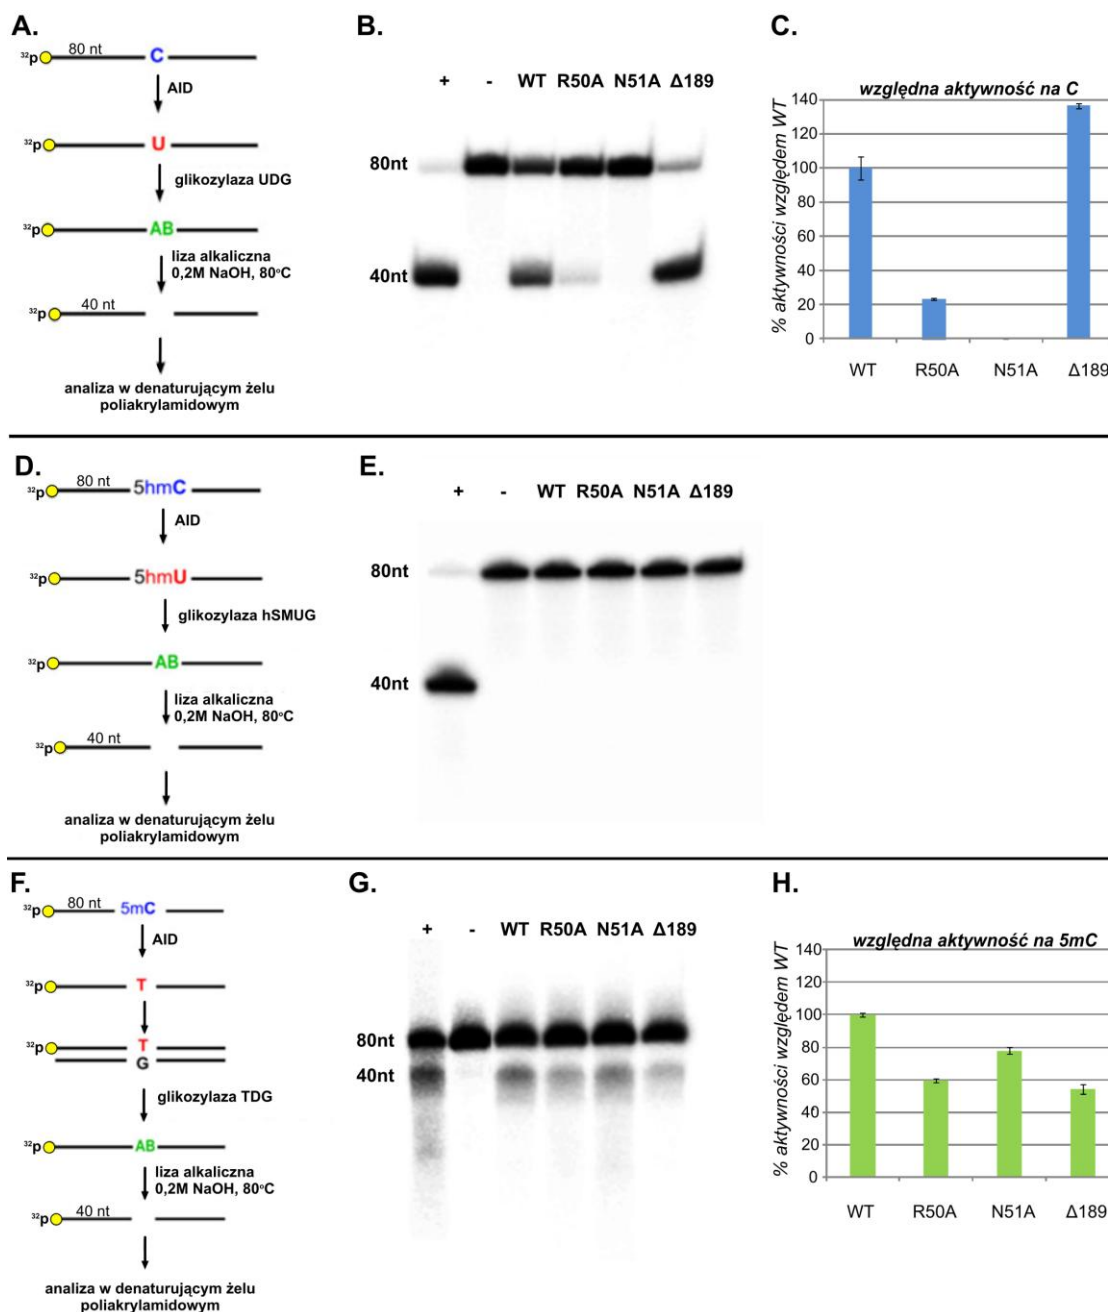 A.
³²p 80 nt C
AID
³²p U
glikozylaza UDG
³²p AB
liza alkaliczna
0,2M NaOH, 80ºC
³²p 40 nt
analiza w denaturującym żelu
poliakrylamidowym
B.
+ - WT R50A N51A Δ189
80nt
40nt
C.
względna aktywność na C
% aktywności względem WT
140
120
100
80
60
40
20
0
WT R50A N51A Δ189
D.
³²p 80 nt 5hmC
AID
³²p 5hmU
glikozylaza hSMUG
³²p AB
liza alkaliczna
0,2M NaOH, 80ºC
³²p 40 nt
analiza w denaturującym żelu
poliakrylamidowym
E.
+ - WT R50A N51A Δ189
80nt
40nt
F.
³²p 80 nt 5mC
AID
³²p T
³²p T
G
glikozylaza TDG
³²p AB
liza alkaliczna
0,2M NaOH, 80ºC
³²p 40 nt
analiza w denaturującym żelu
poliakrylamidowym
G.
+ - WT R50A N51A Δ189
80nt
40nt
H.
względna aktywność na 5mC
% aktywności względem WT
140
120
100
80
60
40
20
0
WT R50A N51A Δ189